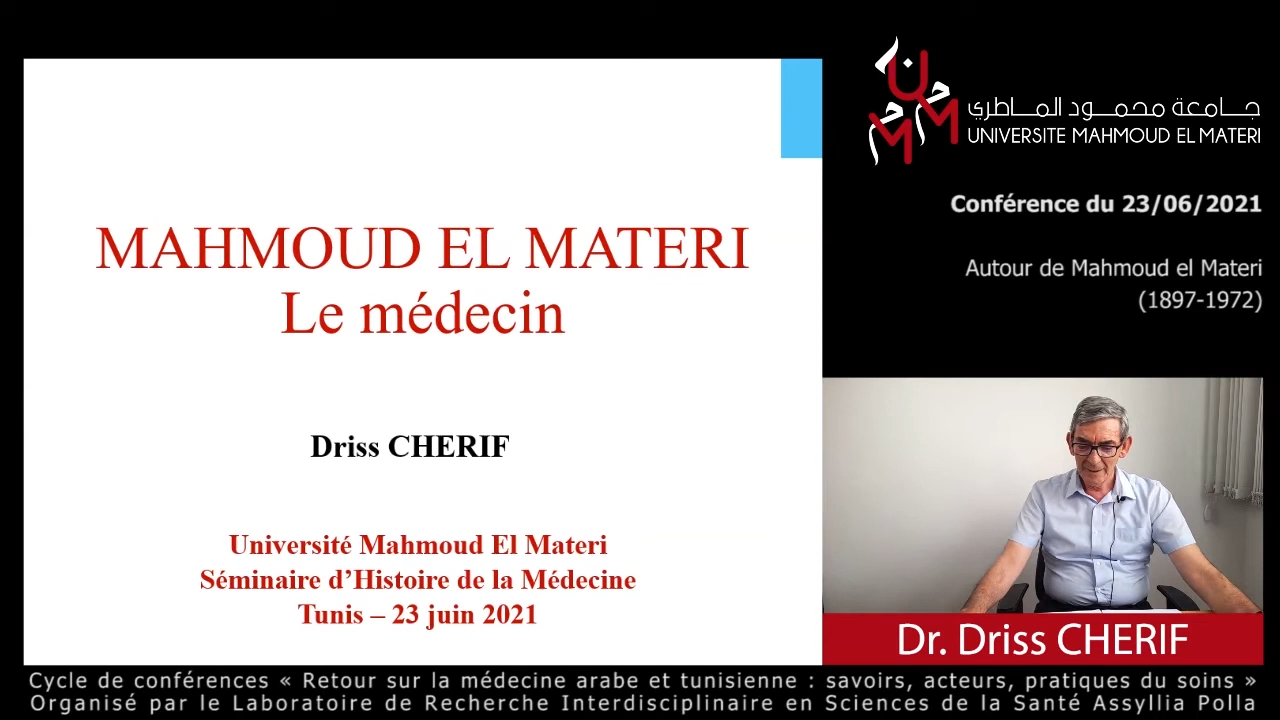 MAHMOUD EL MATERI
Le médecin
Driss CHERIF
Université Mahmoud El Materi
Séminaire d’Histoire de la Médecine
Tunis – 23 juin 2021
جامعة محمود الماطري
UNIVERSITE MAHMOUD EL MATERI
Conférence du 23/06/2021
Autour de Mahmoud el Materi
(1897-1972)
Dr. Driss CHERIF
Cycle de conférences « Retour sur la médecine arabe et tunisienne : savoirs, acteurs, pratiques du soins »
Organisé par le Laboratoire de Recherche Interdisciplinaire en Sciences de la Santé Assyllia Polla